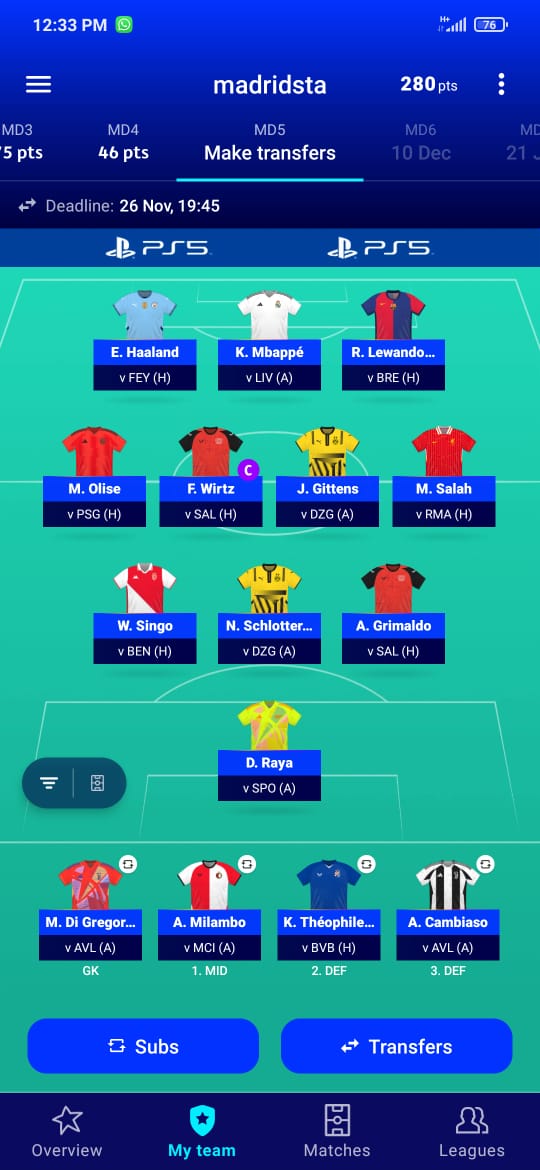 12:33 PM
H+
76
madridsta
280 pts
MD3
MD4
MD5
MD6
MD
75 pts
46 pts
Make transfers
10 Dec
21 J
Deadline: 26 Nov, 19:45
PS5
PS5
E. Haaland
K. Mbappé
R. Lewando...
v FEY (H)
v LIV (A)
v BRE (H)
C
M. Olise
F. Wirtz
J. Gittens
M. Salah
v PSG (H)
v SAL (H)
v DZG (A)
v RMA (H)
W. Singo
N. Schlotter...
A. Grimaldo
v BEN (H)
v DZG (A)
v SAL (H)
D. Raya
v SPO (A)
M. Di Gregor...
A. Milambo
K. Théophile...
A. Cambiaso
v AVL (A)
v MCI (A)
v BVB (H)
v AVL (A)
GK
1. MID
2. DEF
3. DEF
Subs
Transfers
Overview
My team
Matches
Leagues